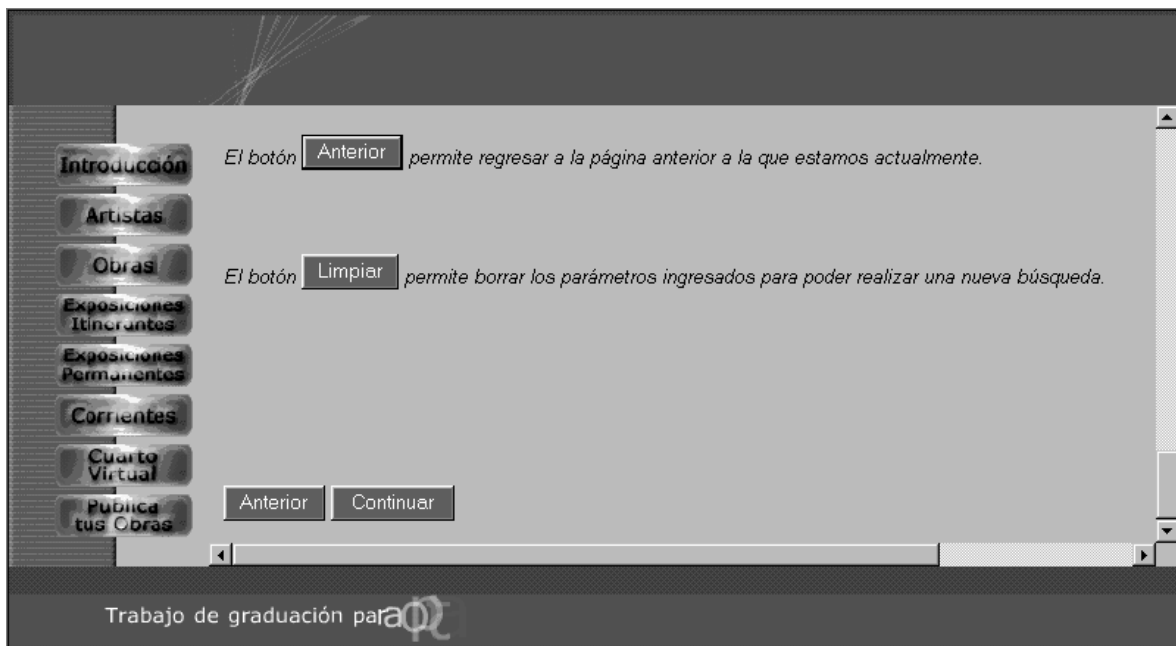 Introducción
Artistas
Obras
Exposiciones
Itinerantes
Exposiciones
Permanentes
Corrientes
Cuarto
Virtual
Publica
tus Obras
El botón Anterior permite regresar a la página anterior a la que estamos actualmente.
El botón Limpiar permite borrar los parámetros ingresados para poder realizar una nueva búsqueda.
Anterior Continuar
Trabajo de graduación para